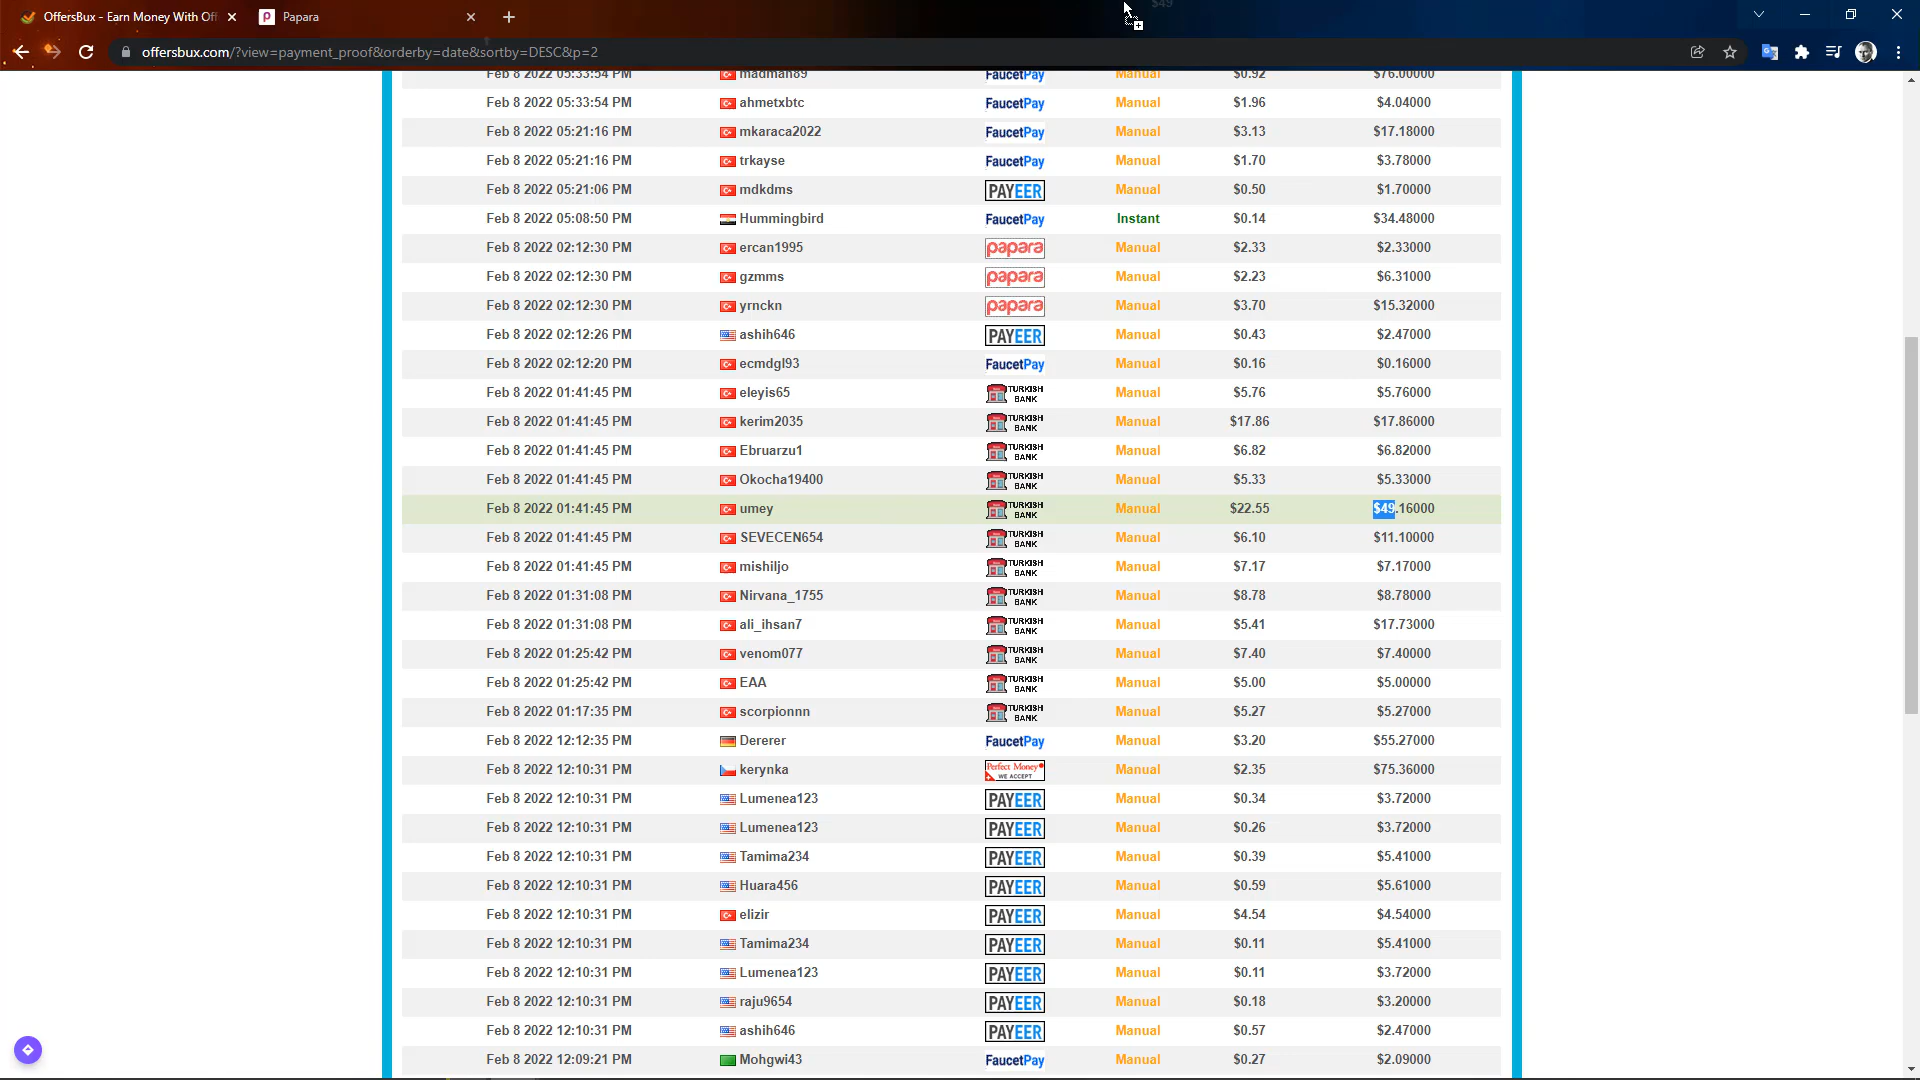 OffersBux - Earn Money With Off
Papara
$49
offersbux.com/?view=payment_proof&orderby=date&sortby=DESC&p=2
Feb 8 2022 05:33:54 PM madman89 FaucetPay Manual $0.92 $76.00000
Feb 8 2022 05:33:54 PM ahmetxbtc FaucetPay Manual $1.96 $4.04000
Feb 8 2022 05:21:16 PM mkaraca2022 FaucetPay Manual $3.13 $17.18000
Feb 8 2022 05:21:16 PM trkayse FaucetPay Manual $1.70 $3.78000
Feb 8 2022 05:21:06 PM mdkdms PAYEER Manual $0.50 $1.70000
Feb 8 2022 05:08:50 PM Hummingbird FaucetPay Instant $0.14 $34.48000
Feb 8 2022 02:12:30 PM ercan1995 papara Manual $2.33 $2.33000
Feb 8 2022 02:12:30 PM gzmms papara Manual $2.23 $6.31000
Feb 8 2022 02:12:30 PM yrnckn papara Manual $3.70 $15.32000
Feb 8 2022 02:12:26 PM ashih646 PAYEER Manual $0.43 $2.47000
Feb 8 2022 02:12:20 PM ecmdgl93 FaucetPay Manual $0.16 $0.16000
Feb 8 2022 01:41:45 PM eleyis65 TURKISH BANK Manual $5.76 $5.76000
Feb 8 2022 01:41:45 PM kerim2035 TURKISH BANK Manual $17.86 $17.86000
Feb 8 2022 01:41:45 PM Ebruarzu1 TURKISH BANK Manual $6.82 $6.82000
Feb 8 2022 01:41:45 PM Okocha19400 TURKISH BANK Manual $5.33 $5.33000
Feb 8 2022 01:41:45 PM umey TURKISH BANK Manual $22.55 $49.16000
Feb 8 2022 01:41:45 PM SEVECEN654 TURKISH BANK Manual $6.10 $11.10000
Feb 8 2022 01:41:45 PM mishiljo TURKISH BANK Manual $7.17 $7.17000
Feb 8 2022 01:31:08 PM Nirvana_1755 TURKISH BANK Manual $8.78 $8.78000
Feb 8 2022 01:31:08 PM ali_ihsan7 TURKISH BANK Manual $5.41 $17.73000
Feb 8 2022 01:25:42 PM venom077 TURKISH BANK Manual $7.40 $7.40000
Feb 8 2022 01:25:42 PM EAA TURKISH BANK Manual $5.00 $5.00000
Feb 8 2022 01:17:35 PM scorpionnn TURKISH BANK Manual $5.27 $5.27000
Feb 8 2022 12:12:35 PM Dererer FaucetPay Manual $3.20 $55.27000
Feb 8 2022 12:10:31 PM kerynka Perfect Money WE ACCEPT Manual $2.35 $75.36000
Feb 8 2022 12:10:31 PM Lumenea123 PAYEER Manual $0.34 $3.72000
Feb 8 2022 12:10:31 PM Lumenea123 PAYEER Manual $0.26 $3.72000
Feb 8 2022 12:10:31 PM Tamima234 PAYEER Manual $0.39 $5.41000
Feb 8 2022 12:10:31 PM Huara456 PAYEER Manual $0.59 $5.61000
Feb 8 2022 12:10:31 PM elizir PAYEER Manual $4.54 $4.54000
Feb 8 2022 12:10:31 PM Tamima234 PAYEER Manual $0.11 $5.41000
Feb 8 2022 12:10:31 PM Lumenea123 PAYEER Manual $0.11 $3.72000
Feb 8 2022 12:10:31 PM raju9654 PAYEER Manual $0.18 $3.20000
Feb 8 2022 12:10:31 PM ashih646 PAYEER Manual $0.57 $2.47000
Feb 8 2022 12:09:21 PM Mohgwi43 FaucetPay Manual $0.27 $2.09000